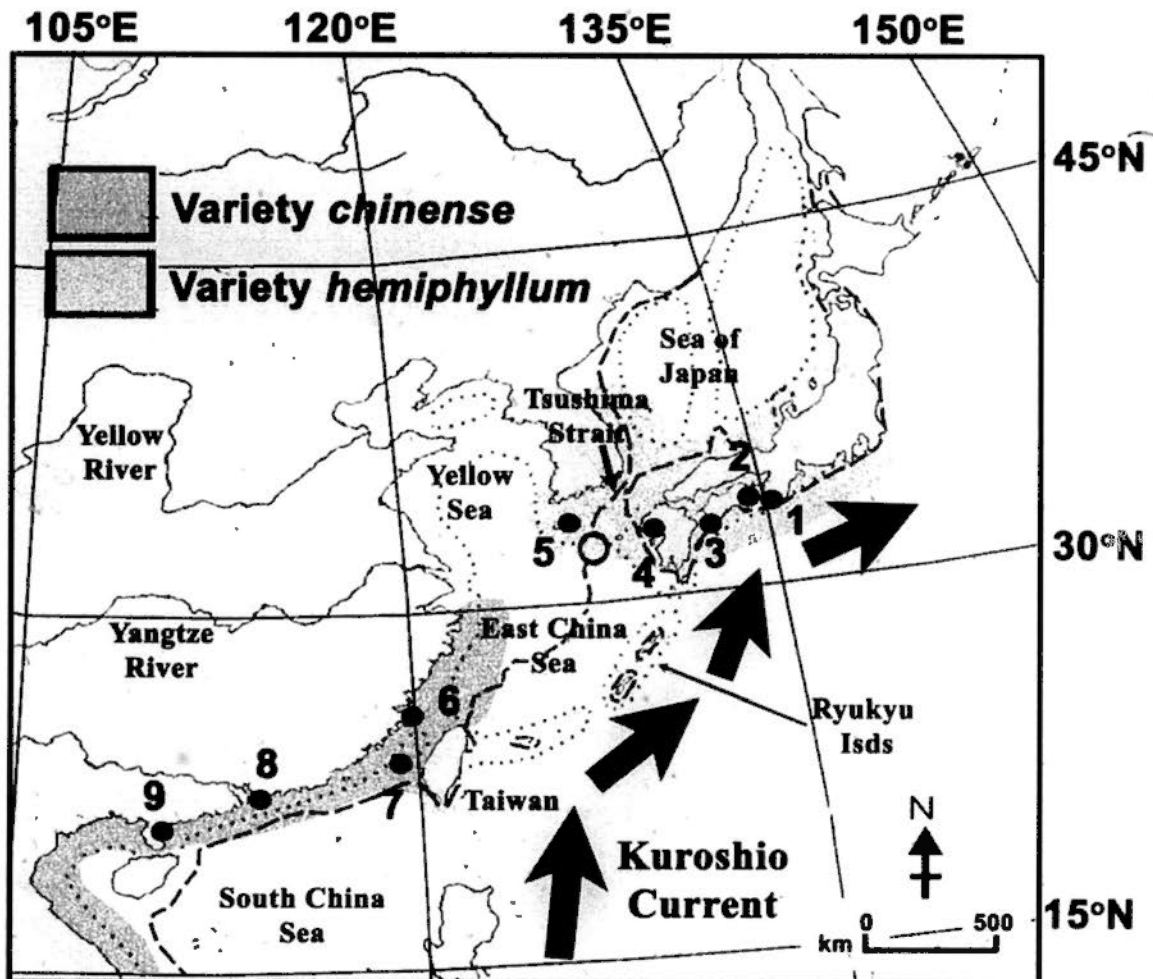 105°E 120°E 135°E 150°E
45°N
Variety chinense
Variety hemiphyllum
Sea of
Japan
Tsushima
Strait
Yellow
River
Yellow
Sea
2
1
5
4
3
30°N
Yangtze
River
East China
Sea
6
Ryukyu
Isds
8
9
7
Taiwan
N
Kuroshio
Current
South China
Sea
0 500
km
15°N